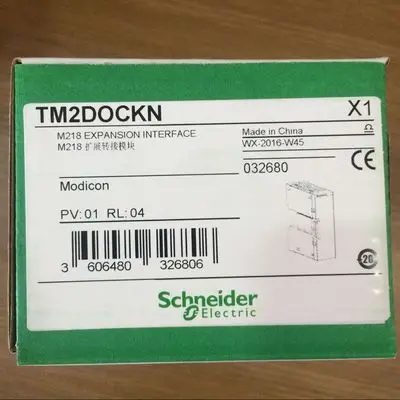 TM2DOCKN
X1
M218 EXPANSION INTERFACE
M218 扩展转接模块
Made in China
WX-2016-W45
032680
CE
Modicon
PV:01 RL:04
3 606480 326806
20
Schneider
Electric